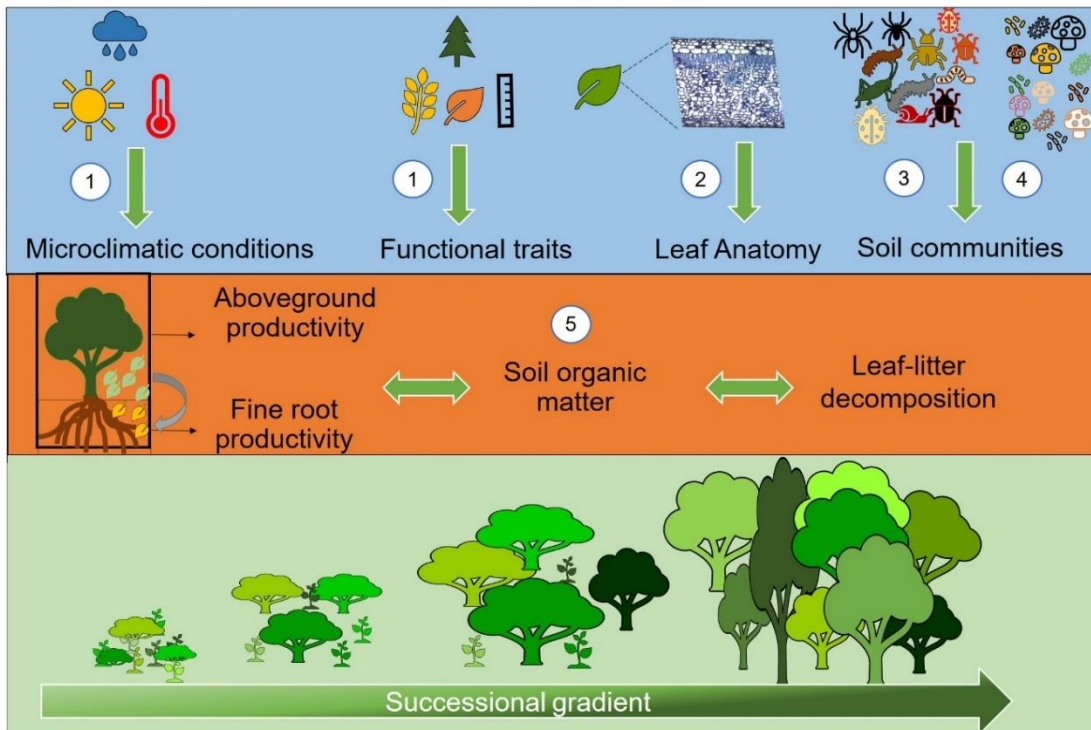 1
1
2
3
4
Microclimatic conditions
Functional traits
Leaf Anatomy
Soil communities
Aboveground
productivity
Fine root
productivity
5
Soil organic
matter
Leaf-litter
decomposition
Successional gradient